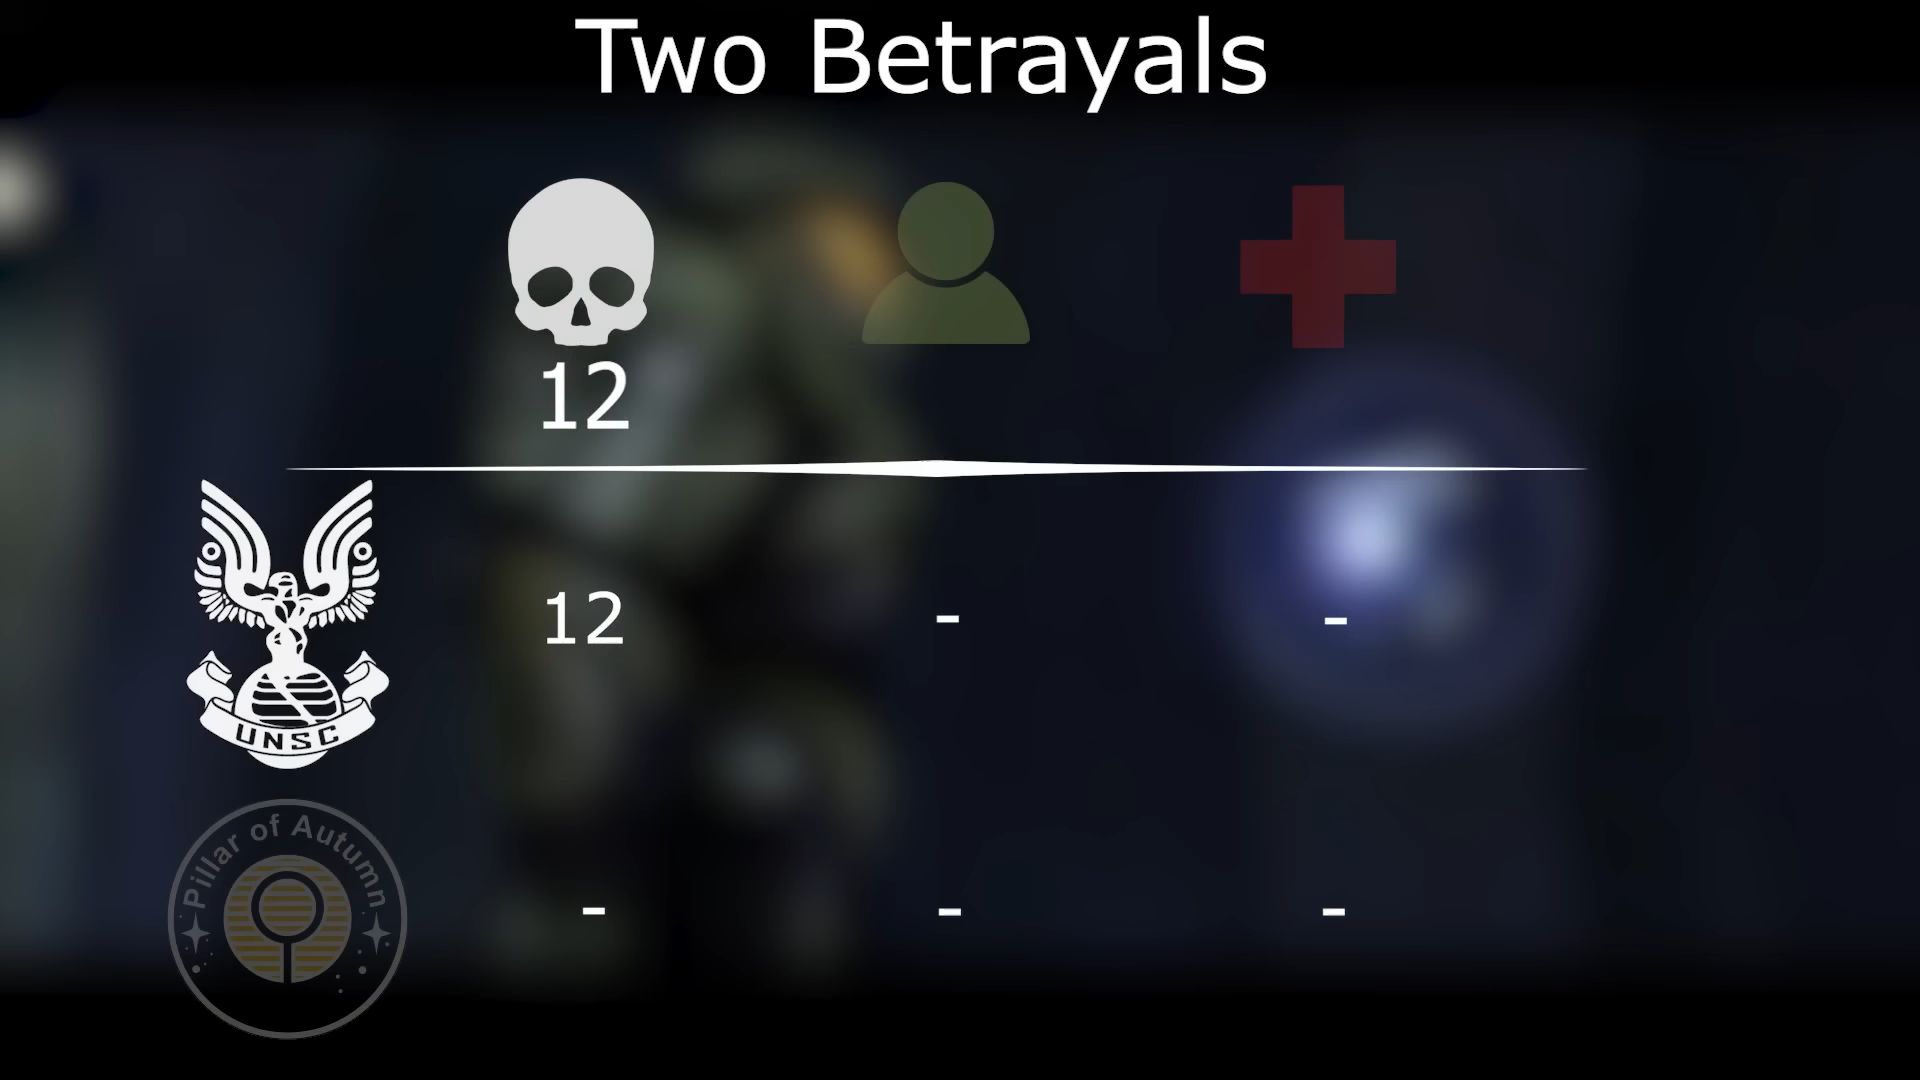 Two Betrayals
12
12 - -
UNSC
Pillar of Autumn
- - -